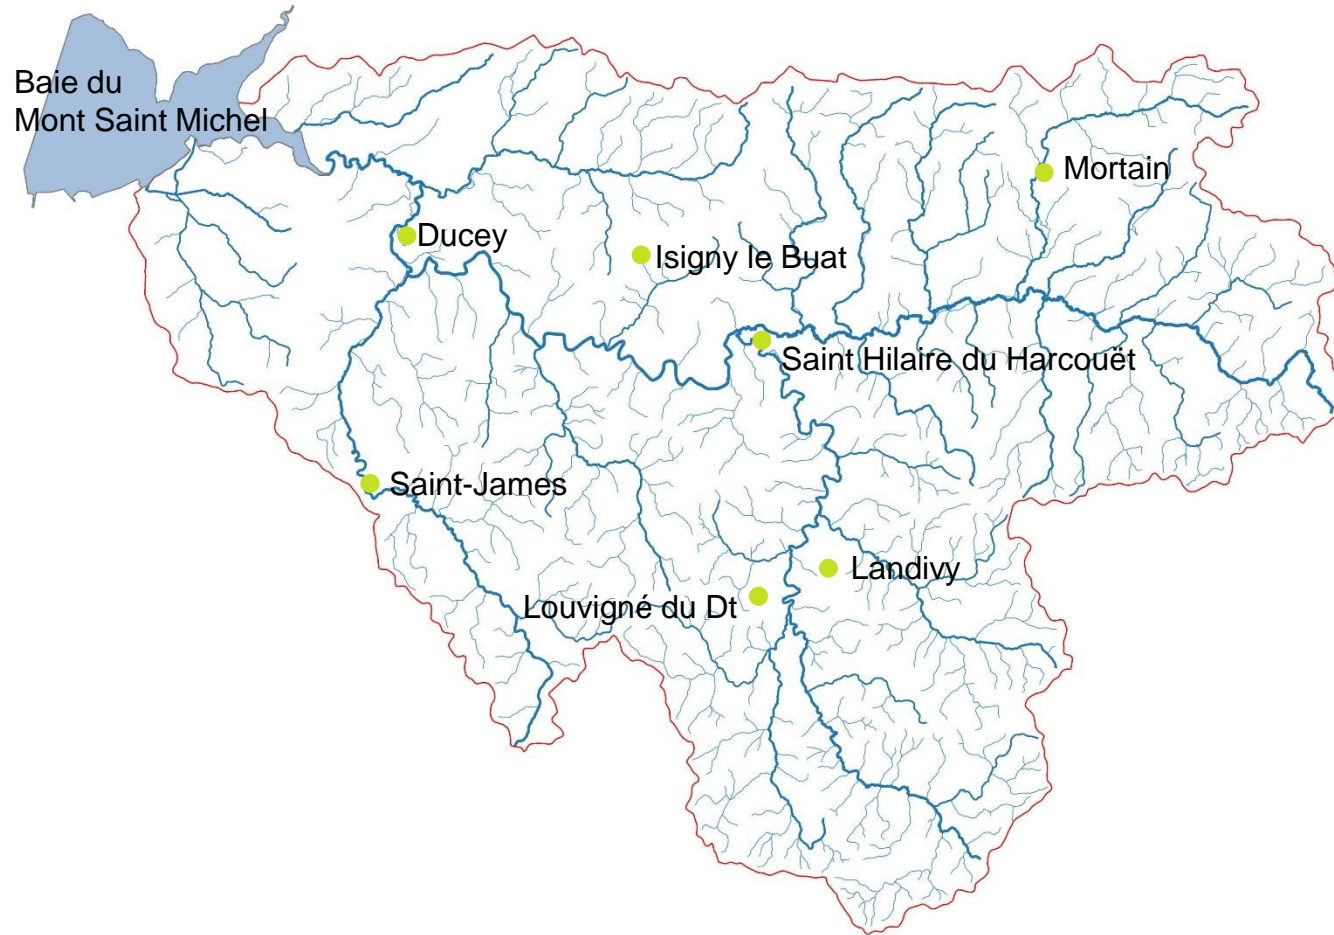 Baie du
Mont Saint Michel
Mortain
Ducey
Isigny le Buat
Saint Hilaire du Harcouët
Saint-James
Landivy
Louvigné du Dt